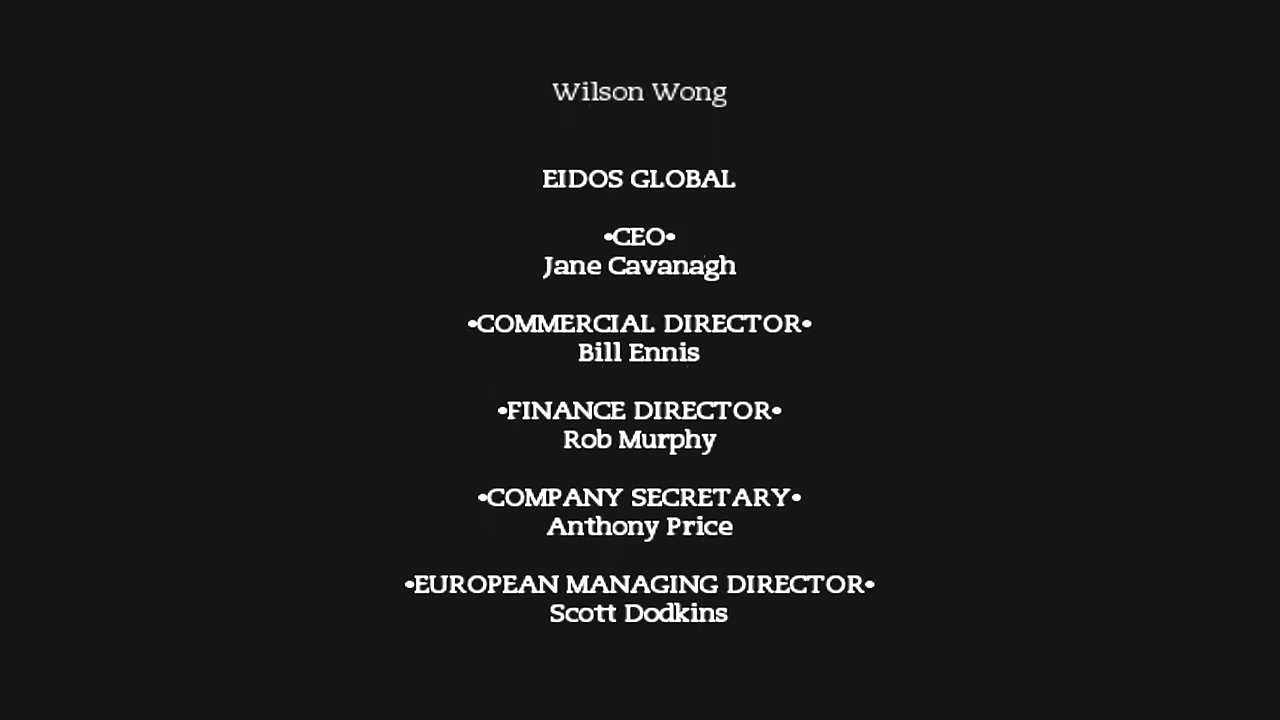 Wilson Wong
EIDOS GLOBAL
•CEO•
Jane Cavanagh
•COMMERCIAL DIRECTOR•
Bill Ennis
•FINANCE DIRECTOR•
Rob Murphy
•COMPANY SECRETARY•
Anthony Price
•EUROPEAN MANAGING DIRECTOR•
Scott Dodkins